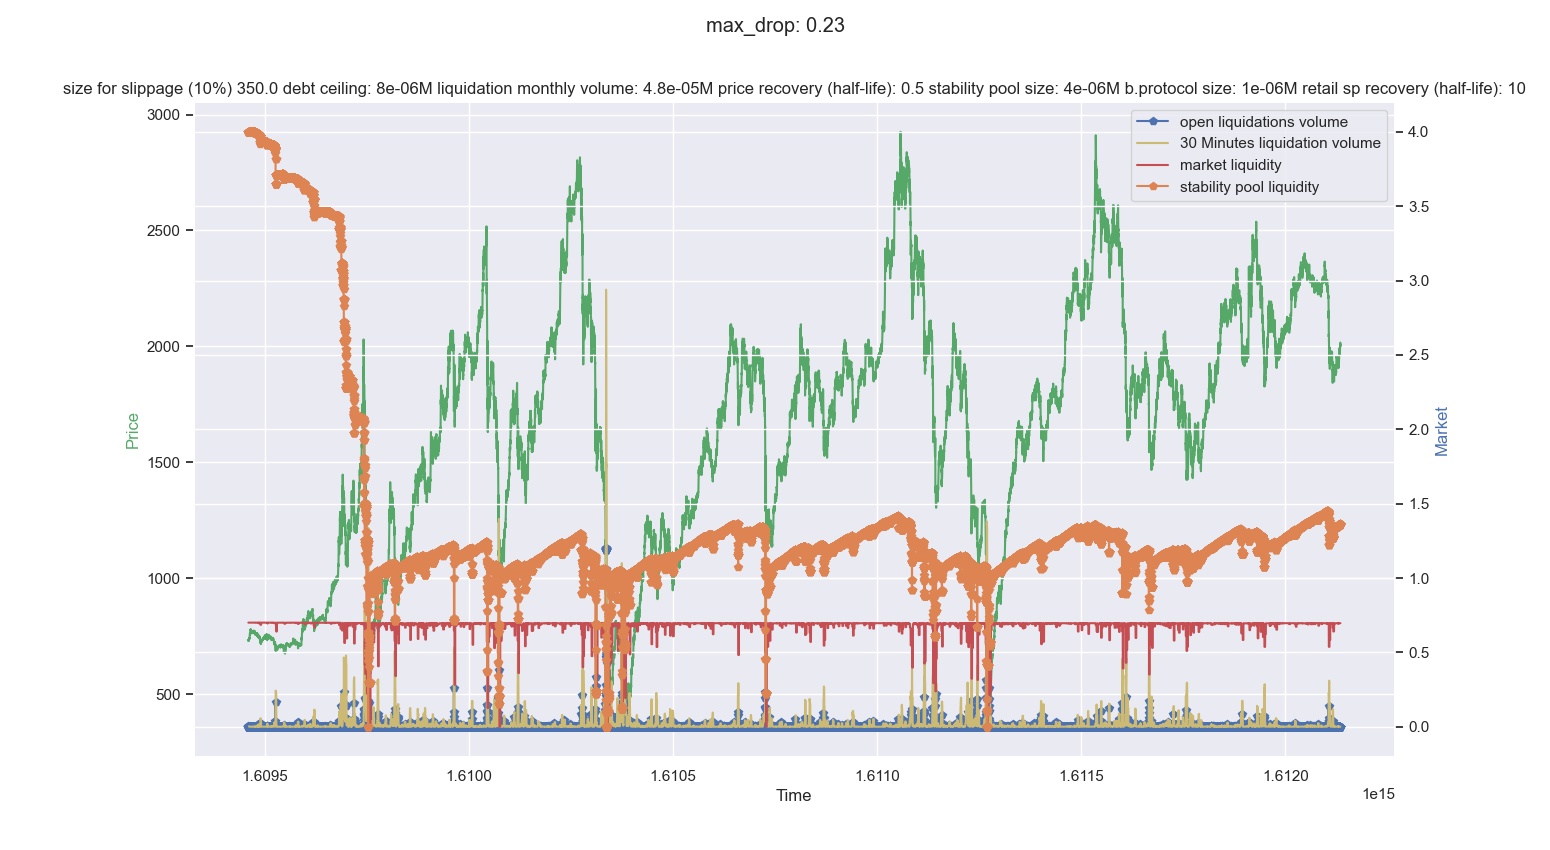 max_drop: 0.23
size for slippage (10%) 350.0 debt ceiling: 8e-06M liquidation monthly volume: 4.8e-05M price recovery (half-life): 0.5 stability pool size: 4e-06M b.protocol size: 1e-06M retail sp recovery (half-life): 10
open liquidations volume
30 Minutes liquidation volume
market liquidity
stability pool liquidity
3000
2500
2000
1500
1000
500
Price
4.0
3.5
3.0
2.5
2.0
1.5
1.0
0.5
0.0
Market
1.6095
1.6100
1.6105
1.6110
1.6115
1.6120
Time
1e15